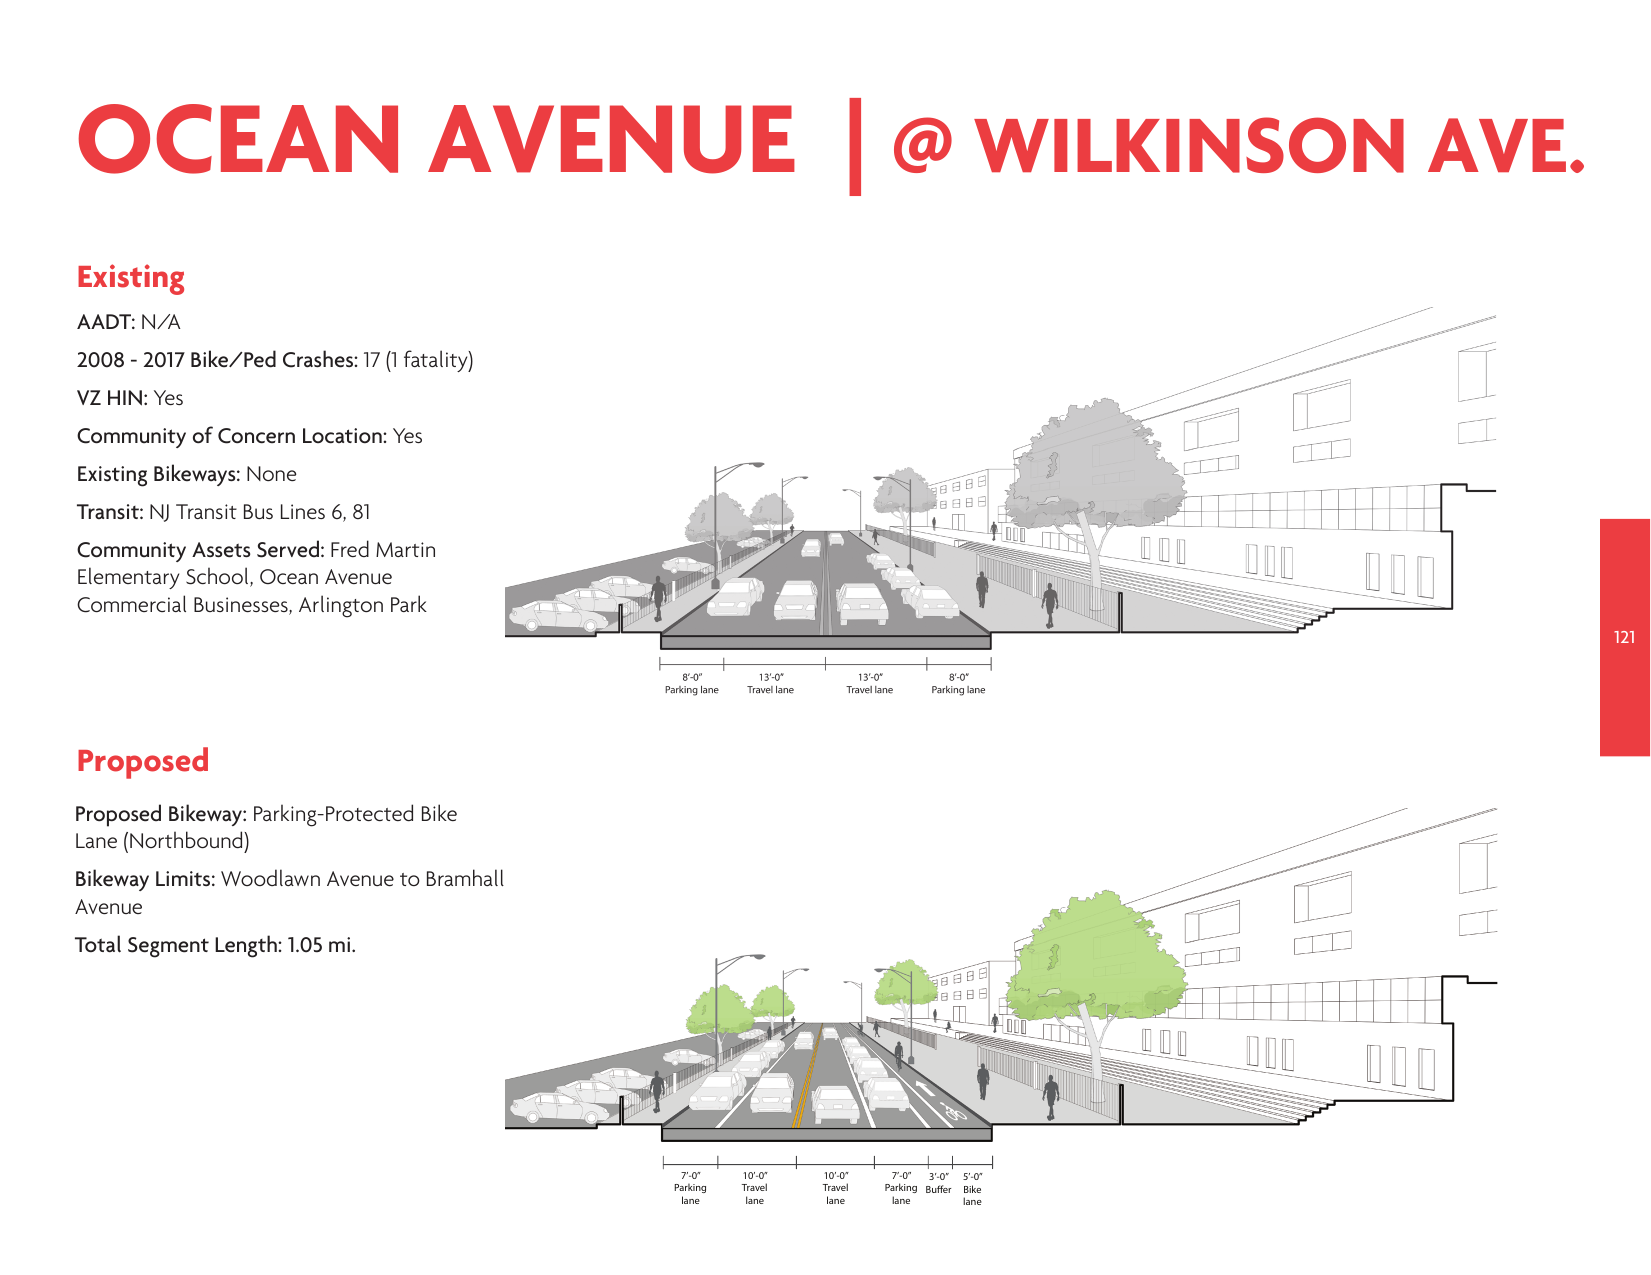 OCEAN AVENUE | @ WILKINSON AVE.
Existing
AADT: N/A
2008 - 2017 Bike/Ped Crashes: 17 (1 fatality)
VZ HIN: Yes
Community of Concern Location: Yes
Existing Bikeways: None
Transit: NJ Transit Bus Lines 6, 81
Community Assets Served: Fred Martin
Elementary School, Ocean Avenue
Commercial Businesses, Arlington Park
8'-0" 13'-0" 13'-0" 8'-0"
Parking lane Travel lane Travel lane Parking lane
121
Proposed
Proposed Bikeway: Parking-Protected Bike
Lane (Northbound)
Bikeway Limits: Woodlawn Avenue to Bramhall
Avenue
Total Segment Length: 1.05 mi.
7'-0" 10'-0" 10'-0" 7'-0" 3'-0" 5'-0"
Parking Travel Travel Parking Buffer Bike
lane lane lane lane lane